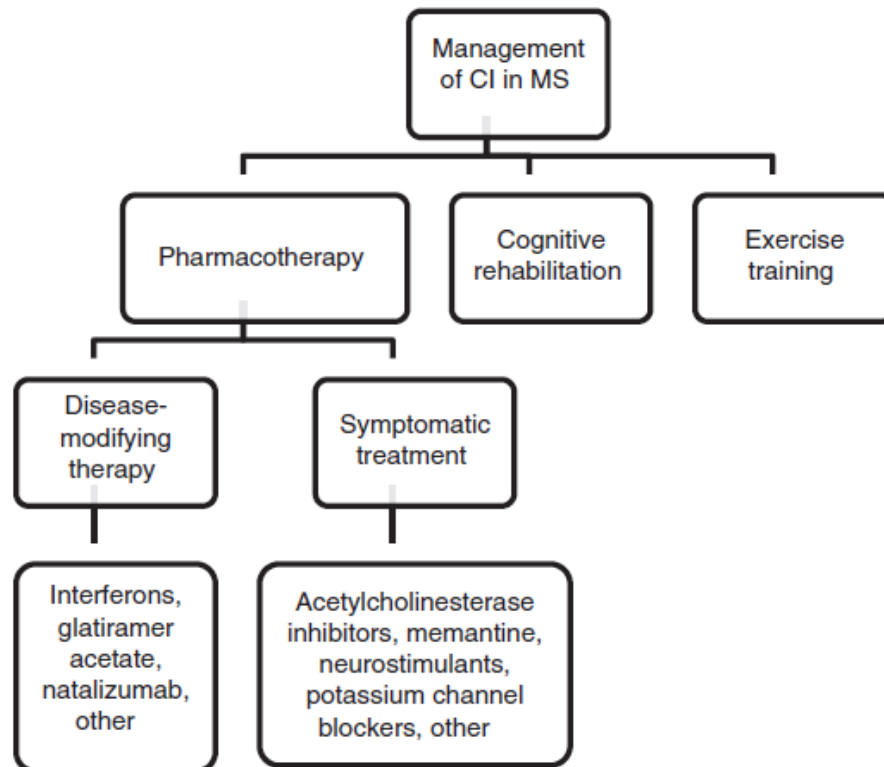 Management
of CI in MS
Pharmacotherapy
Cognitive
rehabilitation
Exercise
training
Disease-
modifying
therapy
Symptomatic
treatment
Interferons,
glatiramer
acetate,
natalizumab,
other
Acetylcholinesterase
inhibitors, memantine,
neurostimulants,
potassium channel
blockers, other